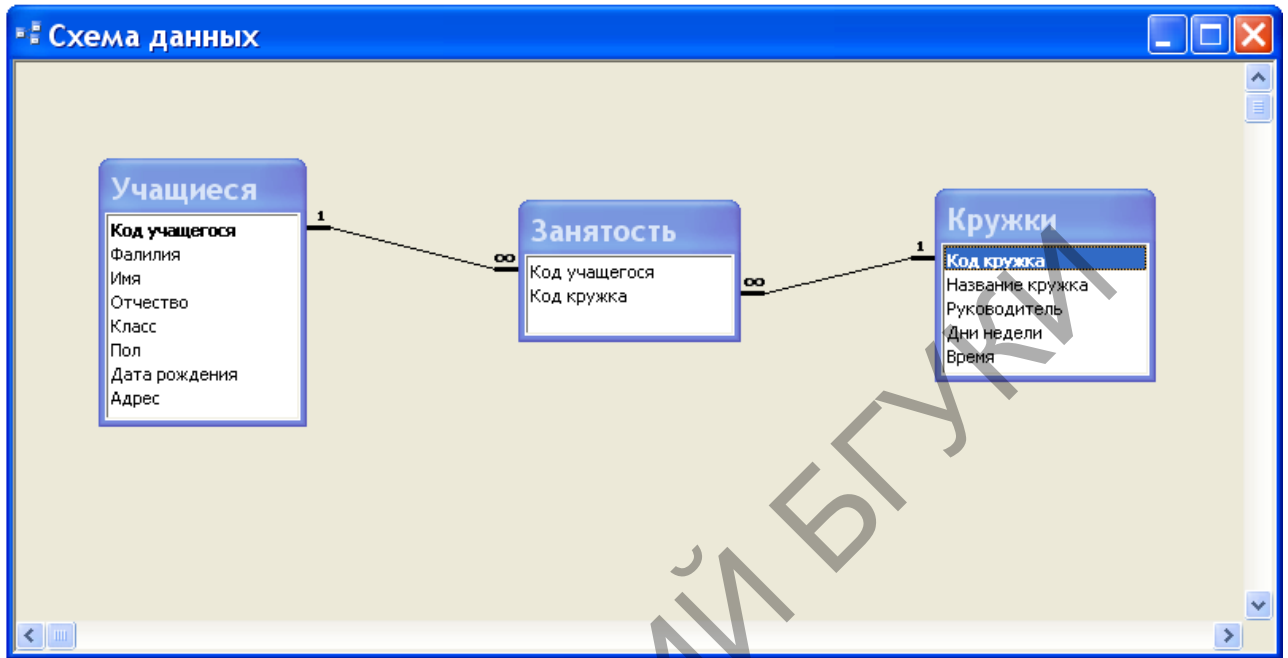 Схема данных
Учащиеся
Код учащегося
Фалилия
Имя
Отчество
Класс
Пол
Дата рождения
Адрес
1
∞
Занятость
Код учащегося
Код кружка
∞
1
Кружки
Код кружка
Название кружка
Руководитель
Дни недели
Время
ИЙ БГУКИ